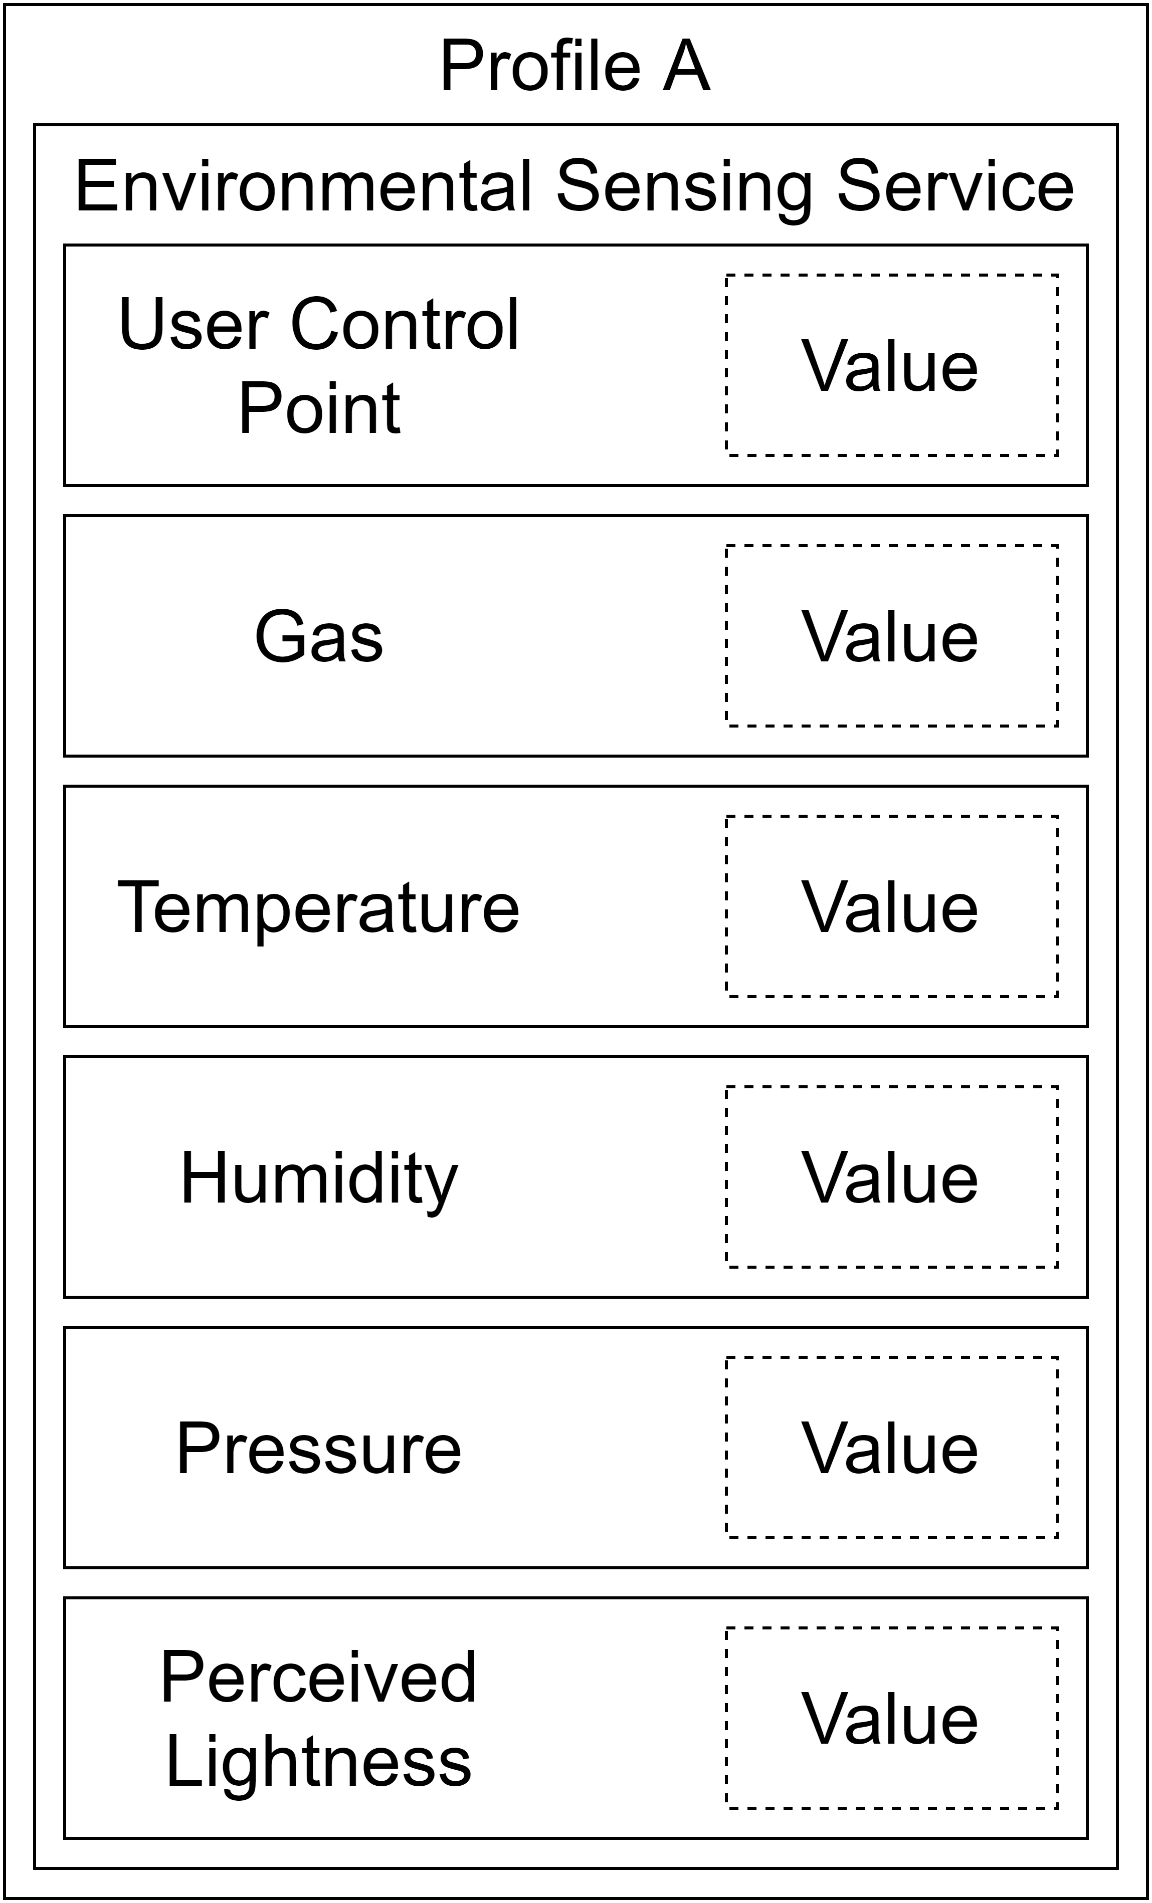 Profile A
Environmental Sensing Service
User Control
Point
Value
Gas
Value
Temperature
Value
Humidity
Value
Pressure
Value
Perceived
Lightness
Value